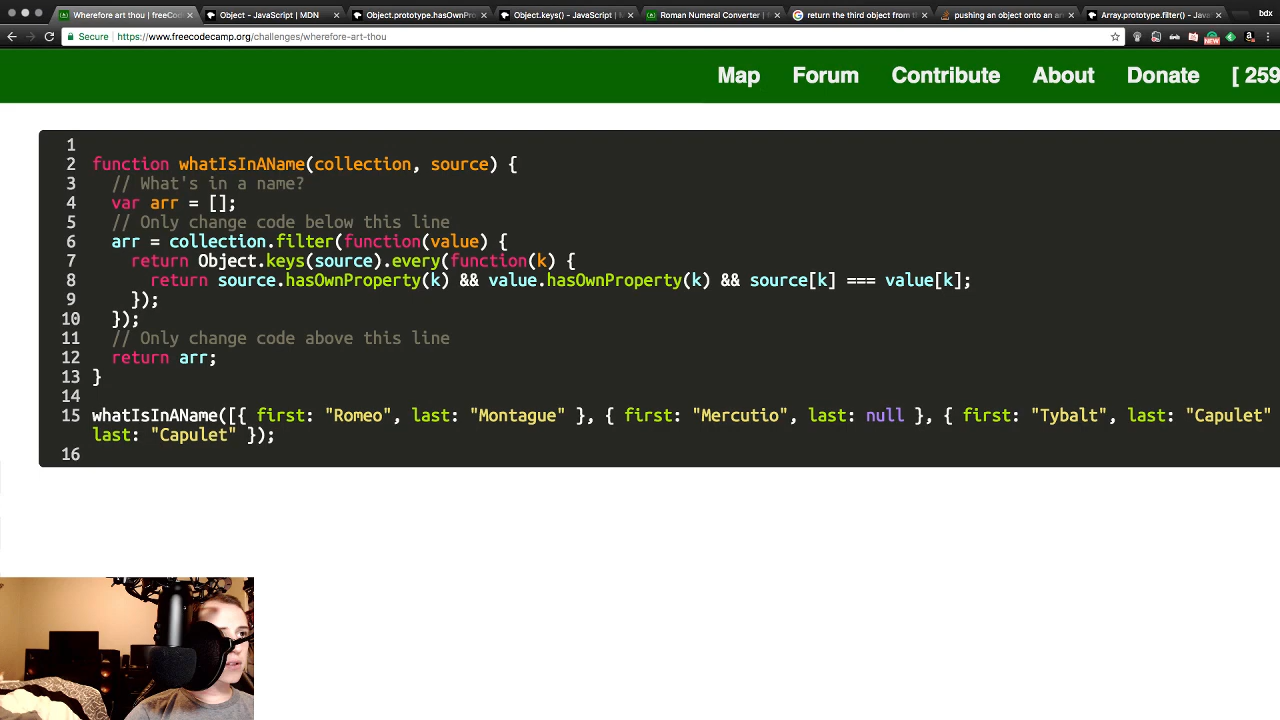 Wherefore art thou | freeCo
Object - JavaScript | MDN
Object.prototype.hasOwnPr
Object.keys() - JavaScript |
Roman Numeral Converter |
return the third object from
pushing an object onto an ar
Array.prototype.filter() - Java
bdx
Secure
https://www.freecodecamp.org/challenges/wherefore-art-thou
NEW
Map Forum Contribute About Donate [ 259
1
2 function whatIsInAName(collection, source) {
3 // What's in a name?
4 var arr = [];
5 // Only change code below this line
6 arr = collection.filter(function(value) {
7 return Object.keys(source).every(function(k) {
8 return source.hasOwnProperty(k) && value.hasOwnProperty(k) && source[k] === value[k];
9 });
10 });
11 // Only change code above this line
12 return arr;
13 }
14
15 whatIsInAName([{ first: "Romeo", last: "Montague" }, { first: "Mercutio", last: null }, { first: "Tybalt", last: "Capulet"
last: "Capulet" });
16